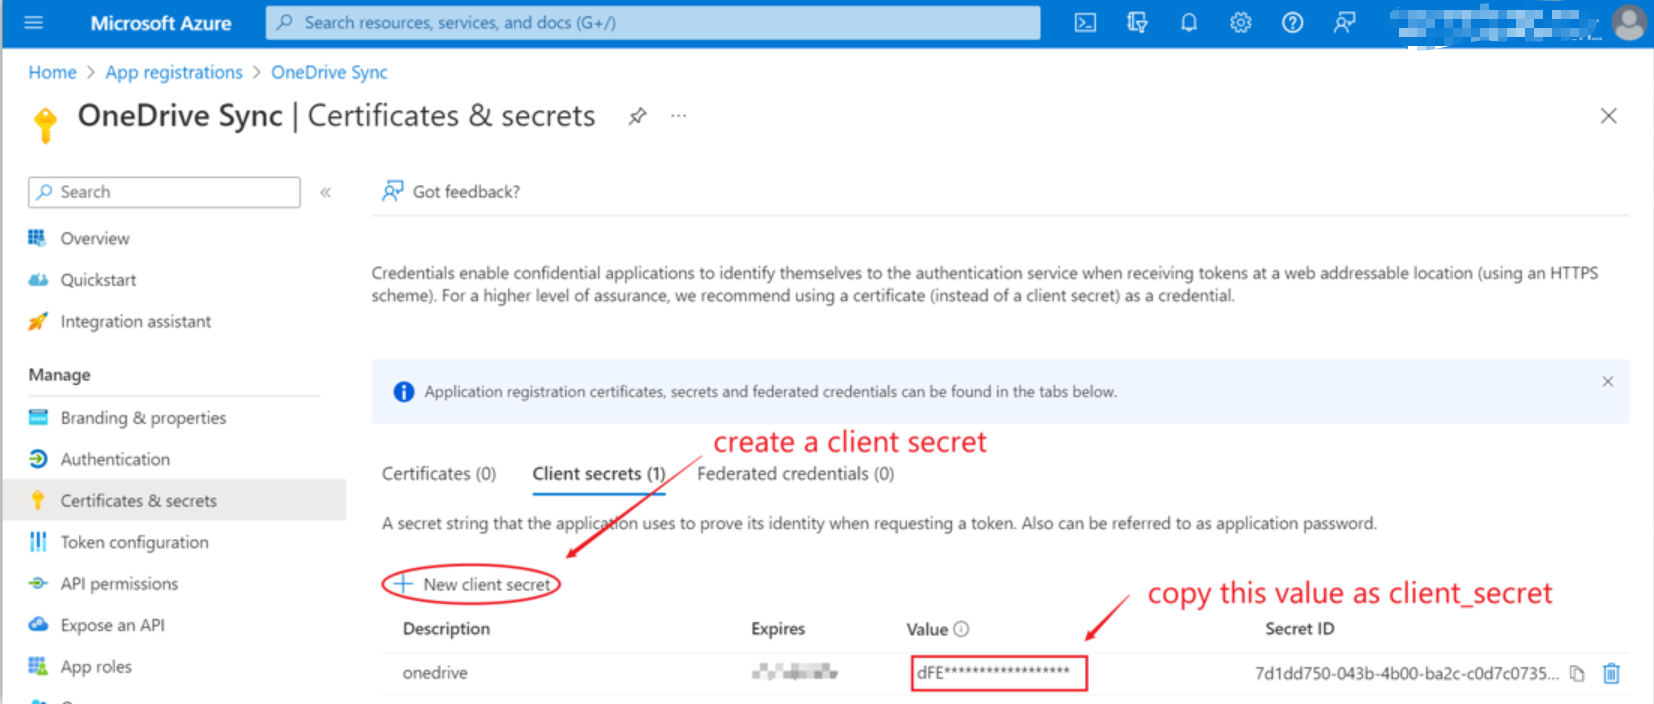 Microsoft Azure
Search resources, services, and docs (G+/)
Home > App registrations > OneDrive Sync
OneDrive Sync | Certificates & secrets
Search
Got feedback?
Overview
Quickstart
Integration assistant
Manage
Branding & properties
Authentication
Certificates & secrets
Token configuration
API permissions
Expose an API
App roles
Credentials enable confidential applications to identify themselves to the authentication service when receiving tokens at a web addressable location (using an HTTPS
scheme). For a higher level of assurance, we recommend using a certificate (instead of a client secret) as a credential.
Application registration certificates, secrets and federated credentials can be found in the tabs below.
create a client secret
Certificates (0) Client secrets (1) Federated credentials (0)
A secret string that the application uses to prove its identity when requesting a token. Also can be referred to as application password.
New client secret
copy this value as client_secret
Description Expires Value Secret ID
onedrive dFE****************** 7d1dd750-043b-4b00-ba2c-c0d7c0735...